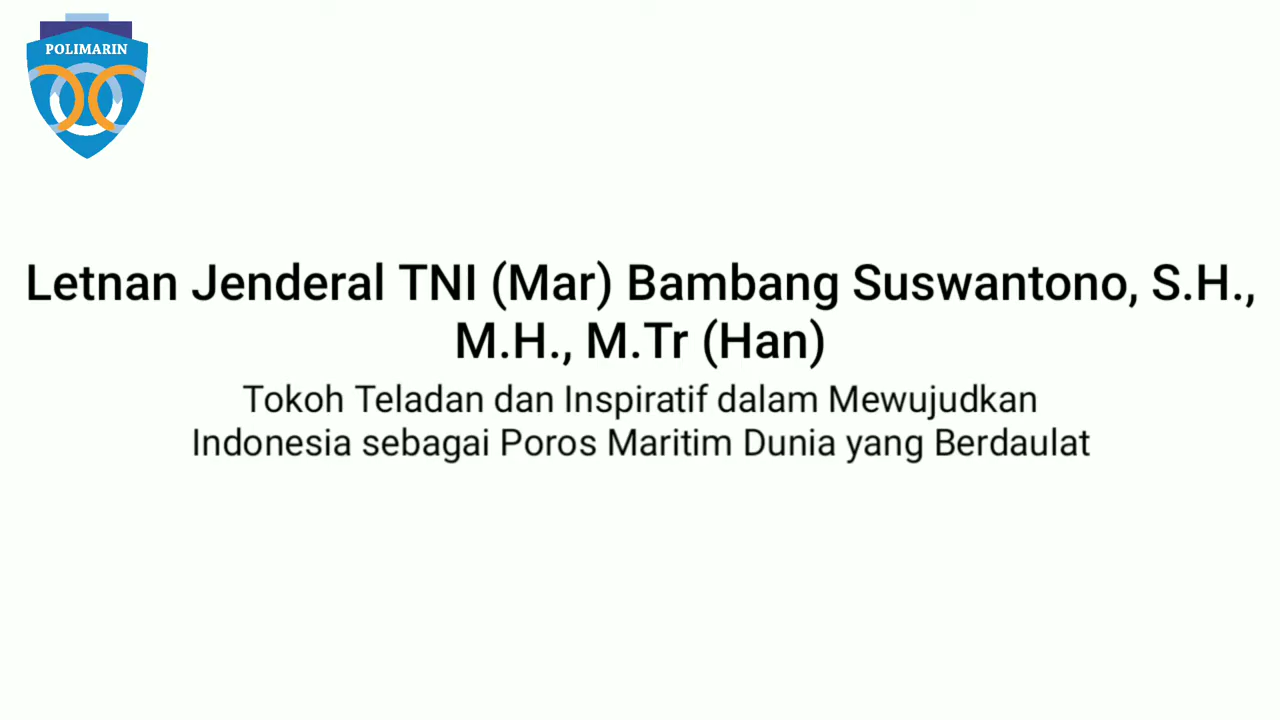 POLIMARIN
Letnan Jenderal TNI (Mar) Bambang Suswantono, S.H.,
M.H., M.Tr (Han)
Tokoh Teladan dan Inspiratif dalam Mewujudkan
Indonesia sebagai Poros Maritim Dunia yang Berdaulat